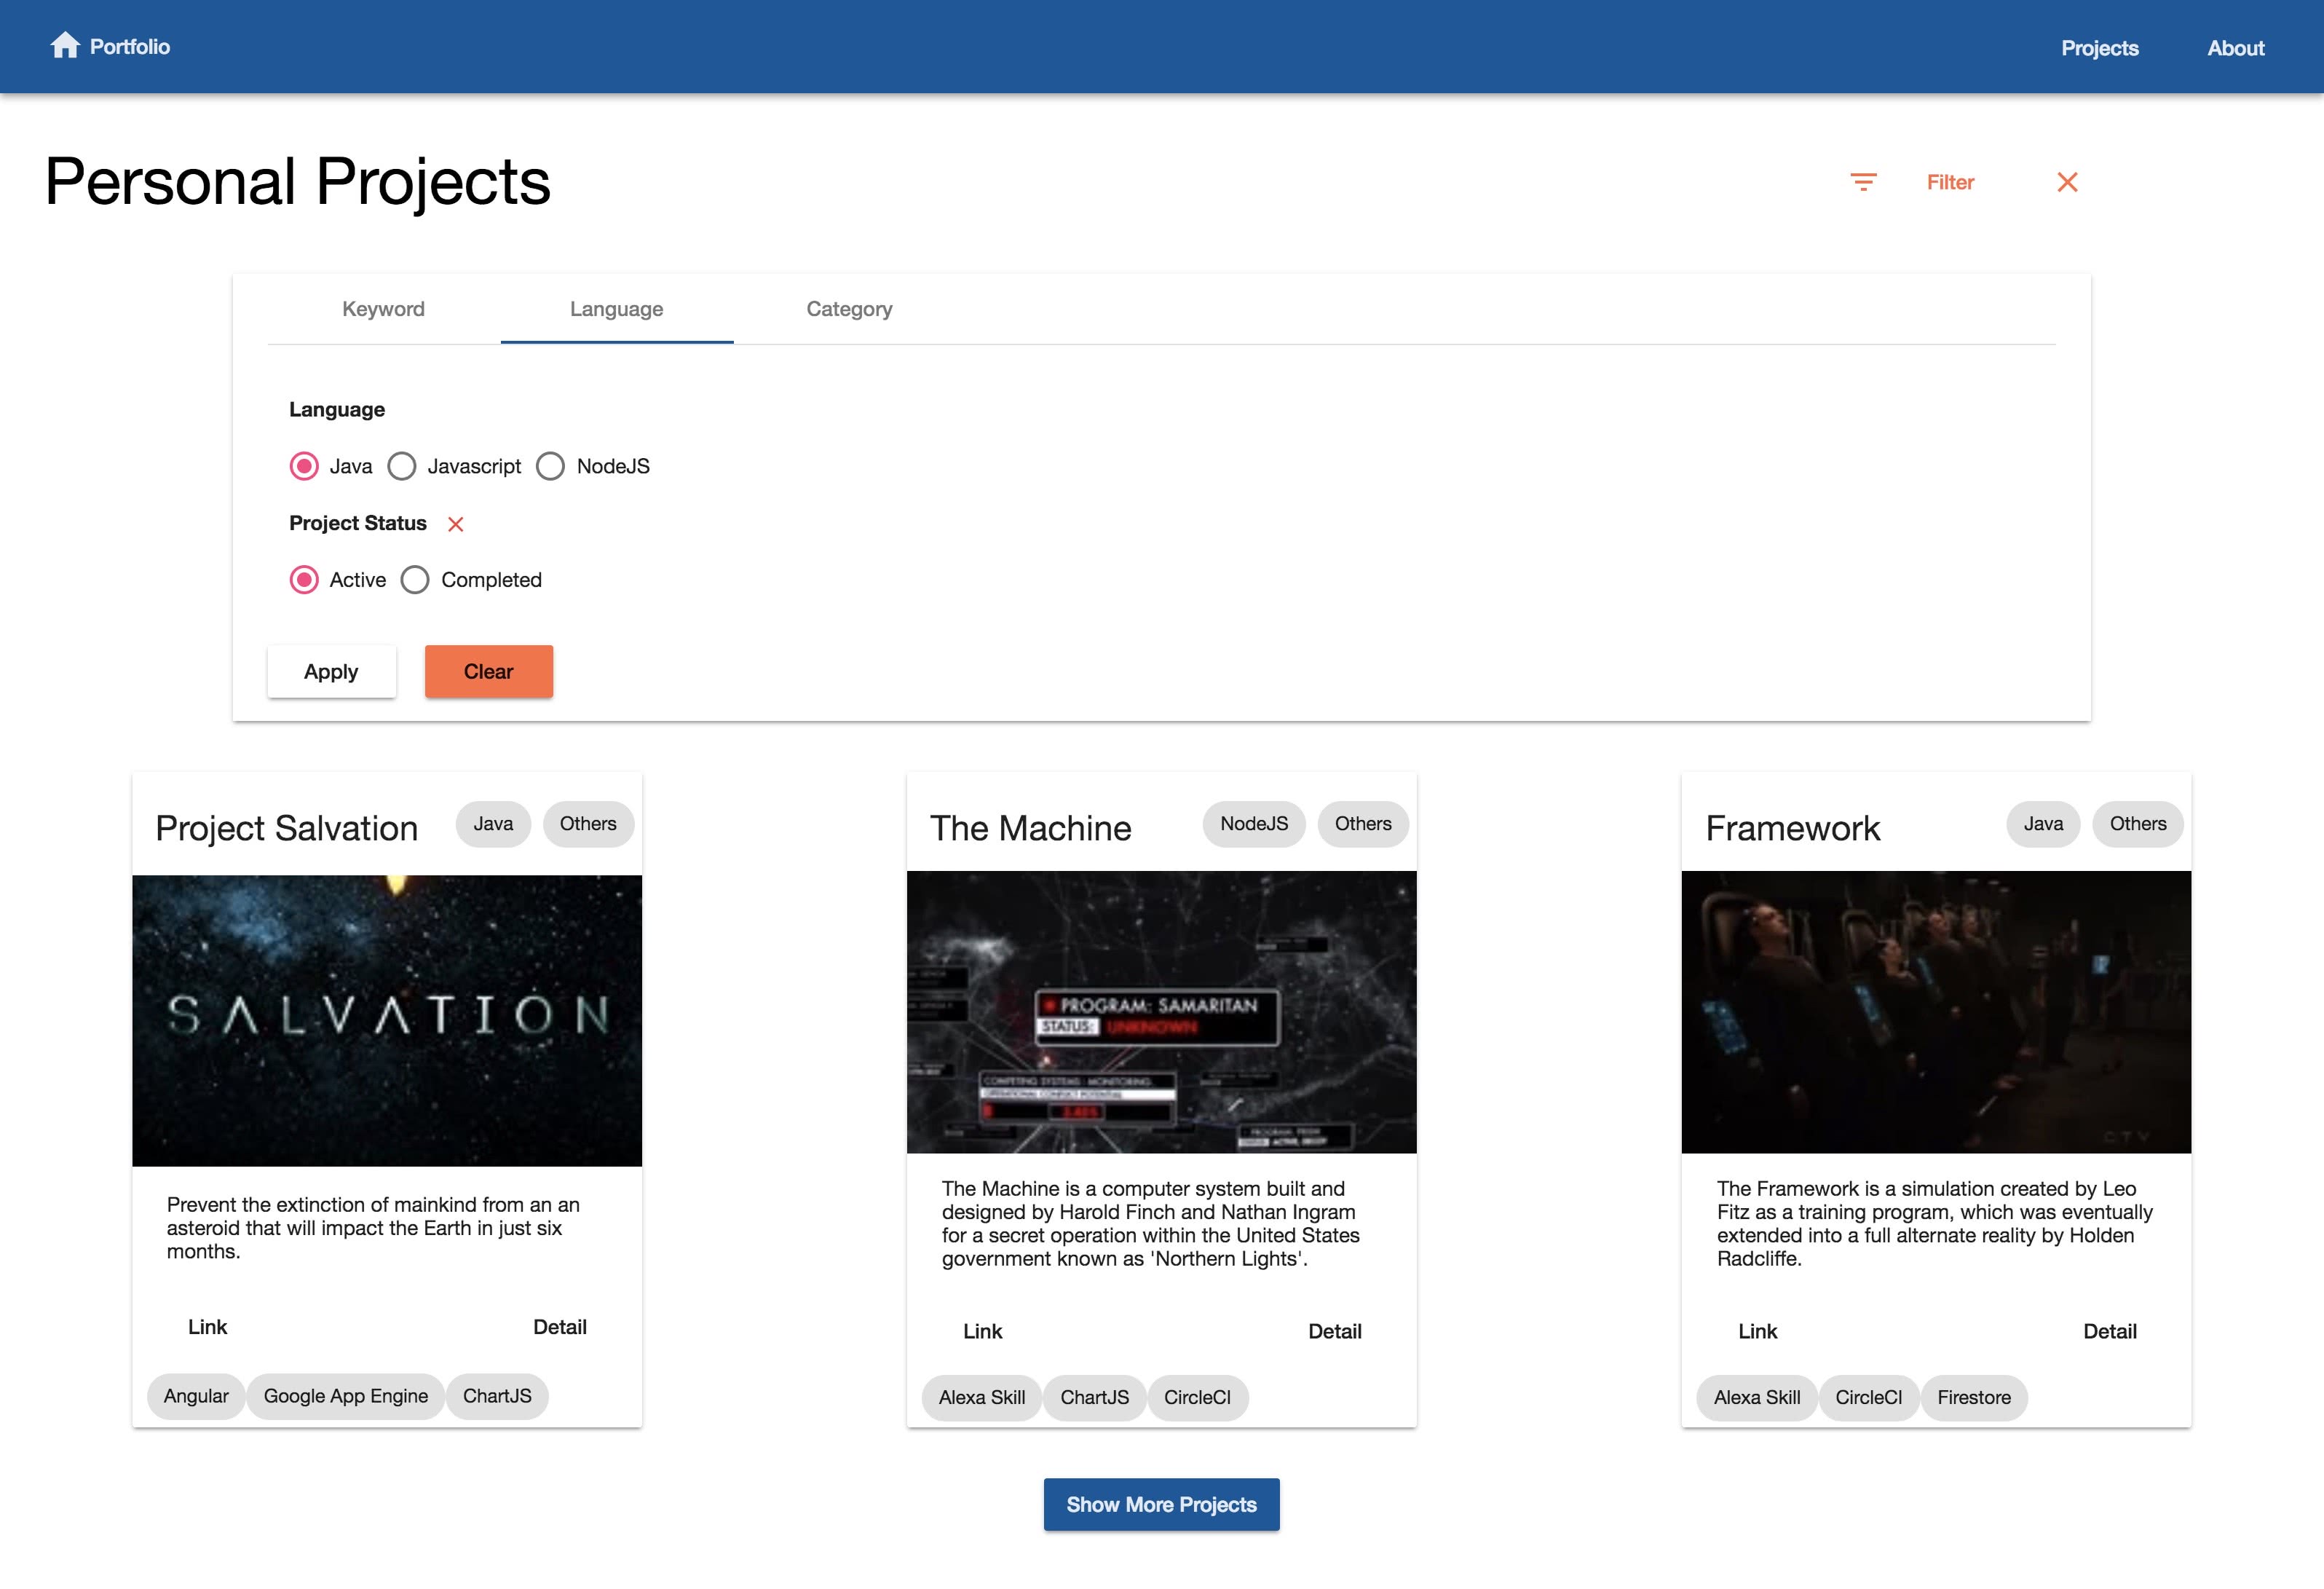 Portfolio
Projects
About
Personal Projects
Filter
Keyword
Language
Category
Language
Java
Javascript
NodeJS
Project Status
Active
Completed
Apply
Clear
Project Salvation
Java
Others
SALVATION
Prevent the extinction of mainkind from an an
asteroid that will impact the Earth in just six
months.
Link
Detail
Angular
Google App Engine
ChartJS
The Machine
NodeJS
Others
PROGRAM: SAMARITAN
STATUS: UNKNOWN
COMPETING SYSTEMS: MONITORING
The Machine is a computer system built and
designed by Harold Finch and Nathan Ingram
for a secret operation within the United States
government known as 'Northern Lights'.
Link
Detail
Alexa Skill
ChartJS
CircleCI
Framework
Java
Others
CTV
The Framework is a simulation created by Leo
Fitz as a training program, which was eventually
extended into a full alternate reality by Holden
Radcliffe.
Link
Detail
Alexa Skill
CircleCI
Firestore
Show More Projects